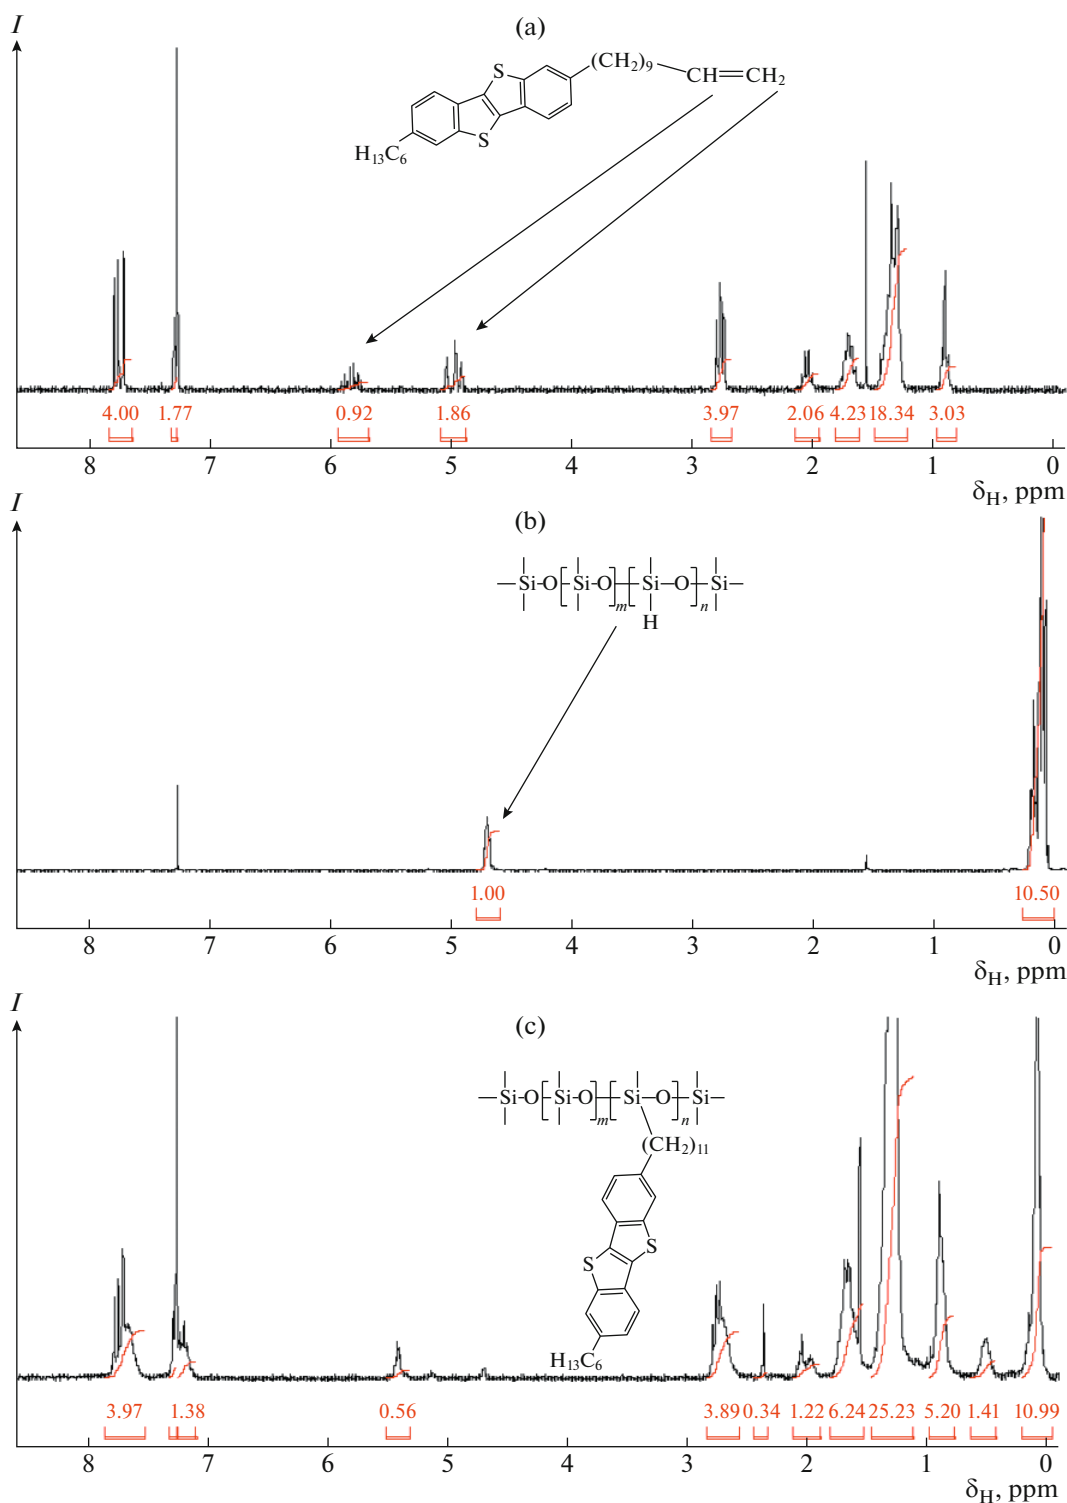 I
(a)
(CH2)9
CH=CH2
S
S
H13C6
4.00 1.77 0.92 1.86 3.97 2.06 4.23 18.34 3.03
8 7 6 5 4 3 2 1 0
δH, ppm
I
(b)
Si-O[Si-O]m[Si-O]nSi
H
1.00 10.50
8 7 6 5 4 3 2 1 0
δH, ppm
I
(c)
Si-O[Si-O]m[Si-O]nSi
(CH2)11
S
S
H13C6
3.97 1.38 0.56 3.89 0.34 1.22 6.24 25.23 5.20 1.41 10.99
8 7 6 5 4 3 2 1 0
δH, ppm